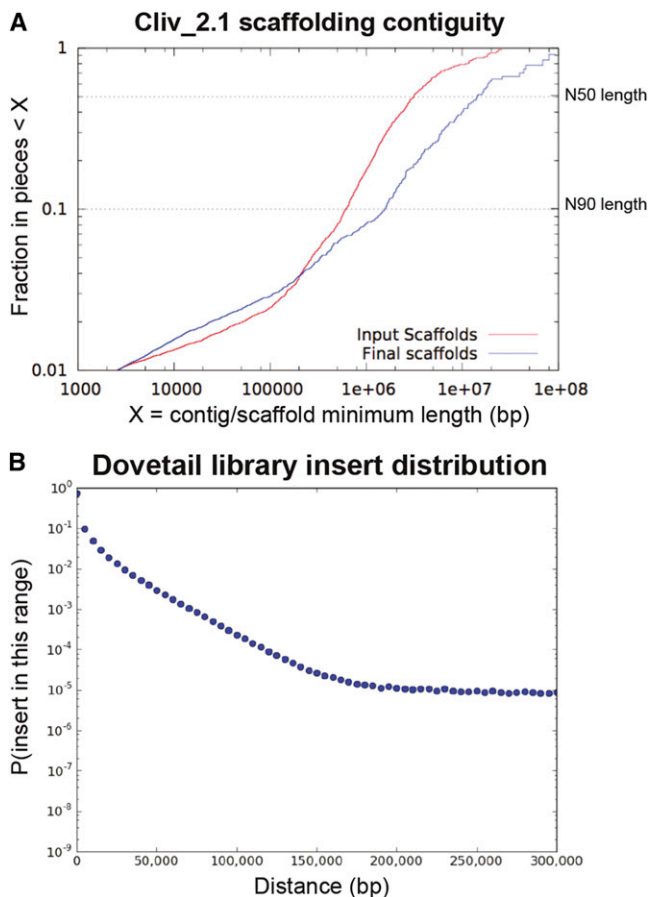 A Cliv_2.1 scaffolding contiguity
Fraction in pieces < X
1
0.1
0.01
N50 length
N90 length
Input Scaffolds
Final scaffolds
1000 10000 100000 1e+06 1e+07 1e+08
X = contig/scaffold minimum length (bp)
B Dovetail library insert distribution
P(insert in this range)
10^0
10^-1
10^-2
10^-3
10^-4
10^-5
10^-6
10^-7
10^-8
10^-9
0 50,000 100,000 150,000 200,000 250,000 300,000
Distance (bp)